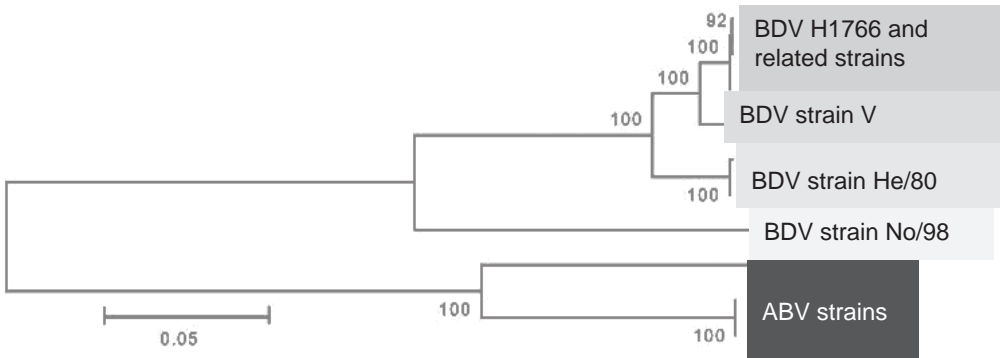 92
BDV H1766 and
related strains
100
100
BDV strain V
100
BDV strain He/80
100
BDV strain No/98
100
ABV strains
100
0.05